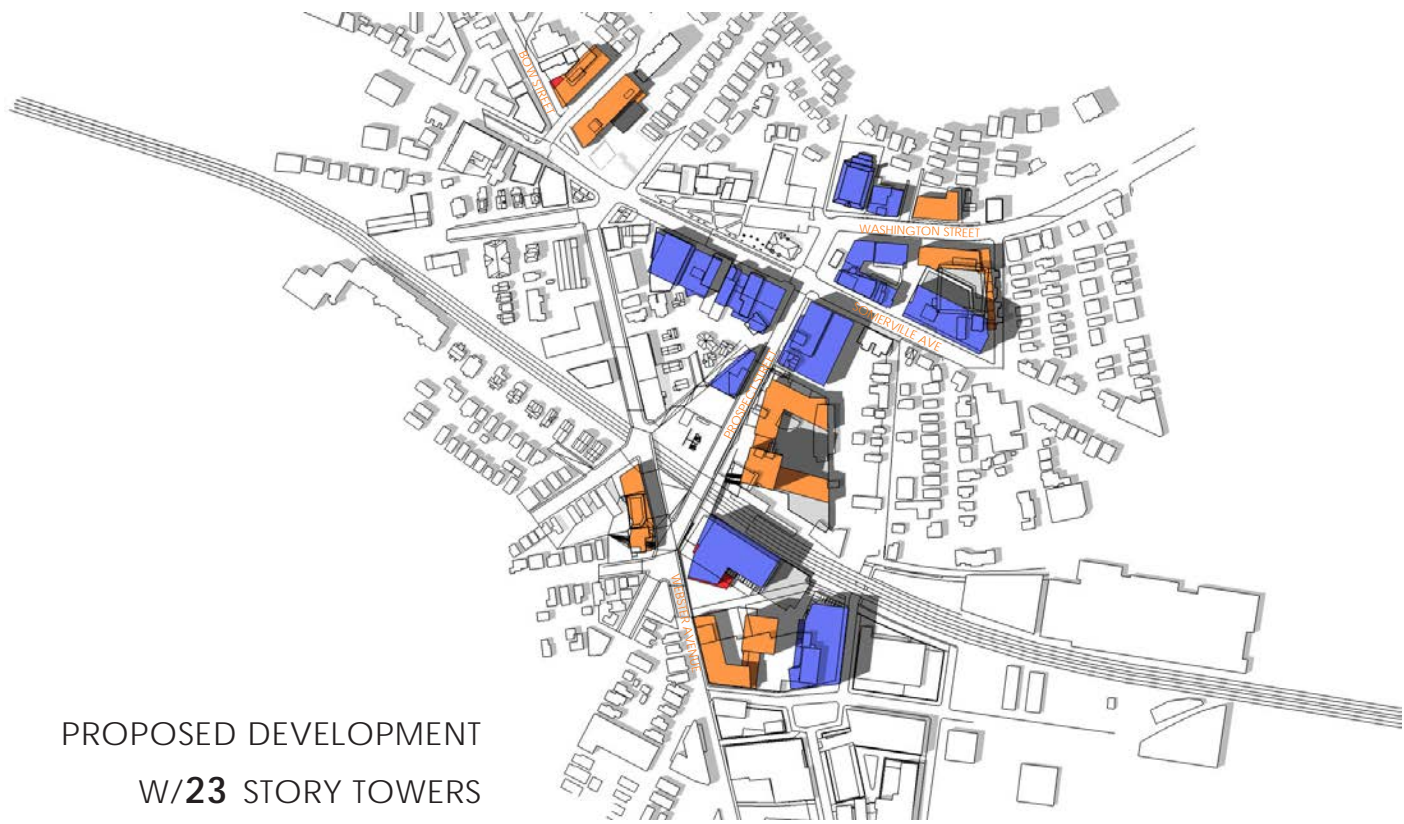 BOW STREET
WASHINGTON STREET
SOMERVILLE AVE
PROSPECT STREET
WEBSTER AVENUE
PROPOSED DEVELOPMENT
W/23 STORY TOWERS